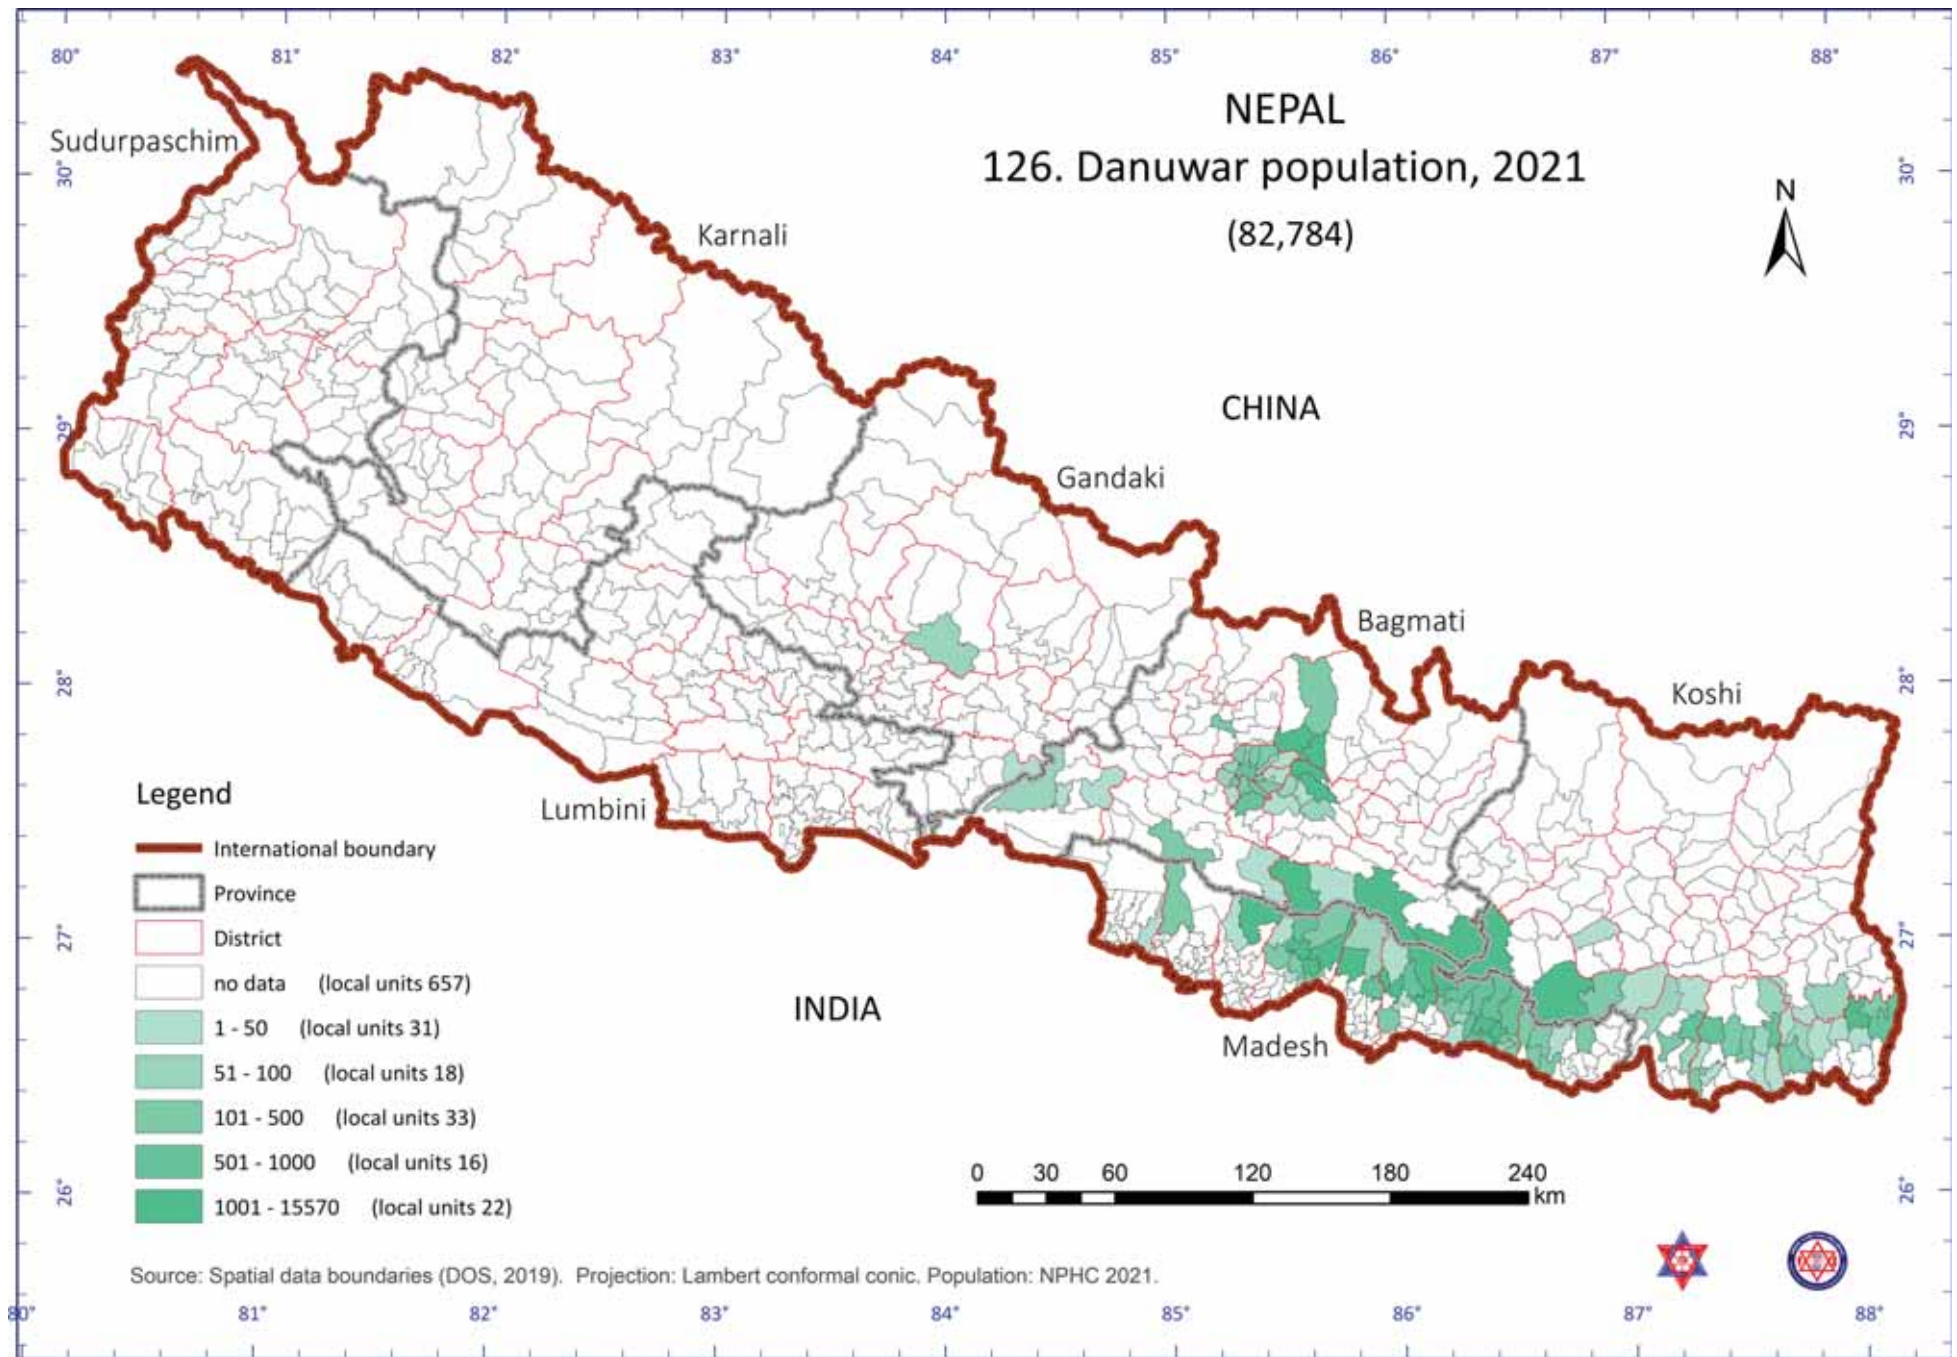 80° 81° 82° 83° 84° 85° 86° 87° 88°
NEPAL
126. Danuwar population, 2021
(82,784)
N
Sudurpaschim
30° 30°
Karnali
CHINA
29° 29°
Gandaki
Bagmati
Koshi
28° 28°
Lumbini
27° 27°
INDIA
Madesh
26° 26°
Legend
International boundary
Province
District
no data (local units 657)
1 - 50 (local units 31)
51 - 100 (local units 18)
101 - 500 (local units 33)
501 - 1000 (local units 16)
1001 - 15570 (local units 22)
0 30 60 120 180 240
km
Source: Spatial data boundaries (DOS, 2019). Projection: Lambert conformal conic. Population: NPHC 2021.
80° 81° 82° 83° 84° 85° 86° 87° 88°